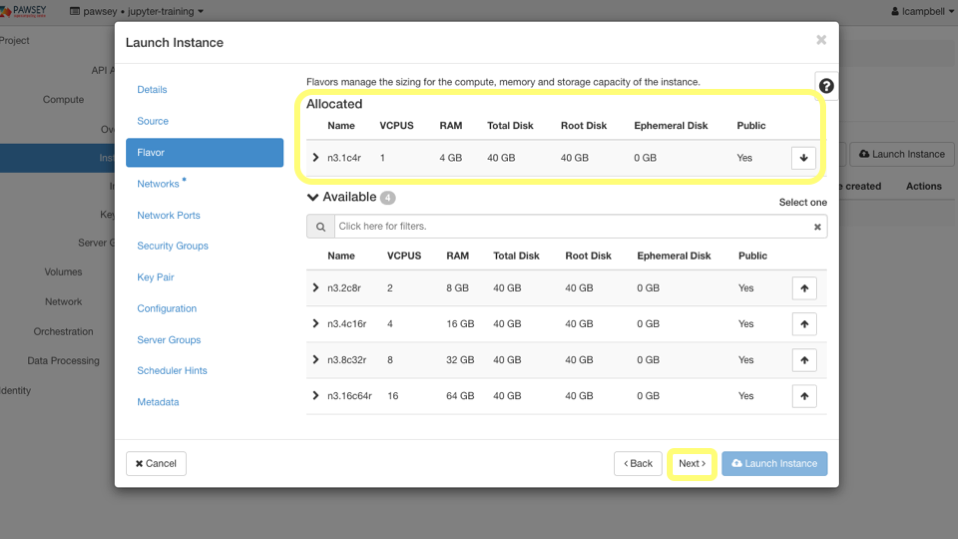 PAWSEY
pawsey • jupyter-training
lcampbell
Project
API A
Compute
Ov
Inst
In
Key
Server G
Volumes
Network
Orchestration
Data Processing
Identity
Launch Instance
e created Actions
Launch Instance
Details
Source
Flavor
Networks *
Network Ports
Security Groups
Key Pair
Configuration
Server Groups
Scheduler Hints
Metadata
Flavors manage the sizing for the compute, memory and storage capacity of the instance.
Allocated
Name VCPUS RAM Total Disk Root Disk Ephemeral Disk Public
n3.1c4r 1 4 GB 40 GB 40 GB 0 GB Yes
Available 4
Select one
Click here for filters.
Name VCPUS RAM Total Disk Root Disk Ephemeral Disk Public
n3.2c8r 2 8 GB 40 GB 40 GB 0 GB Yes
n3.4c16r 4 16 GB 40 GB 40 GB 0 GB Yes
n3.8c32r 8 32 GB 40 GB 40 GB 0 GB Yes
n3.16c64r 16 64 GB 40 GB 40 GB 0 GB Yes
Cancel
Back
Next
Launch Instance